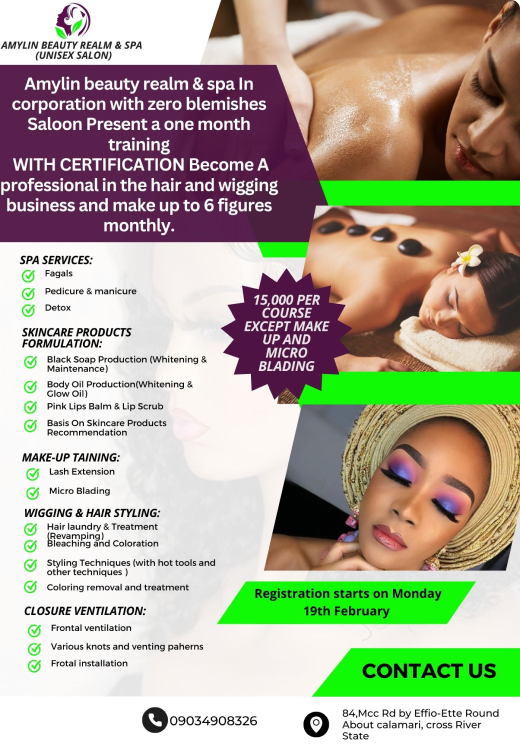 AMYLIN BEAUTY REALM & SPA
(UNISEX SALON)
Amylin beauty realm & spa In
corporation with zero blemishes
Saloon Present a one month
training
WITH CERTIFICATION Become A
professional in the hair and wigging
business and make up to 6 figures
monthly.
SPA SERVICES:
Fagals
Pedicure & manicure
Detox
SKINCARE PRODUCTS
FORMULATION:
Black Soap Production (Whitening &
Maintenance)
Body Oil Production(Whitening &
Glow Oil)
Pink Lips Balm & Lip Scrub
Basis On Skincare Products
Recommendation
MAKE-UP TAINING:
Lash Extension
Micro Blading
WIGGING & HAIR STYLING:
Hair laundry & Treatment
(Revamping)
Bleaching and Coloration
Styling Techniques (with hot tools and
other techniques )
Coloring removal and treatment
CLOSURE VENTILATION:
Frontal ventilation
Various knots and venting paherns
Frotal installation
15,000 PER
COURSE
EXCEPT MAKE
UP AND
MICRO
BLADING
Registration starts on Monday
19th February
CONTACT US
09034908326
84,Mcc Rd by Effio-Ette Round
About calamari, cross River
State